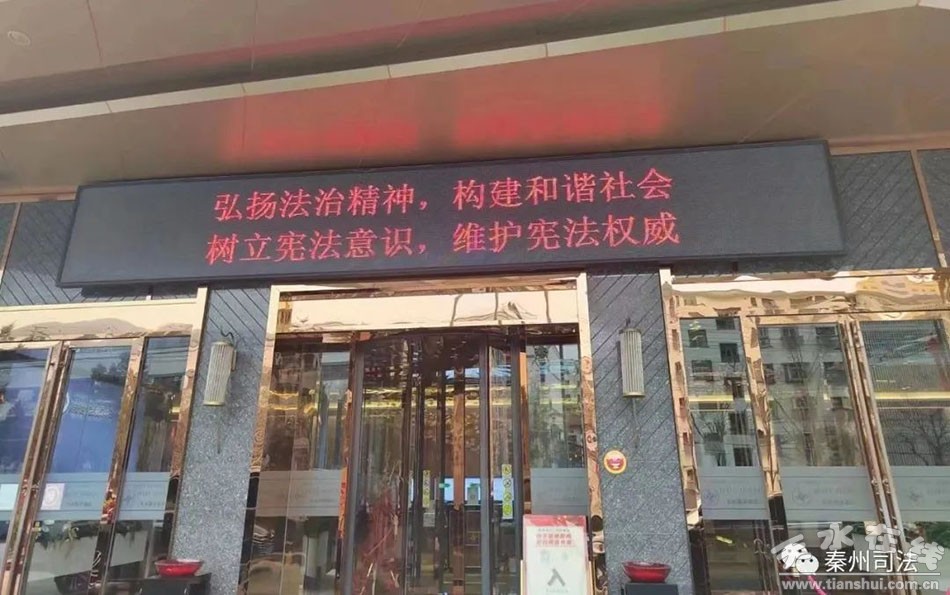 弘扬法治精神，构建和谐社会
树立宪法意识，维护宪法权威
秦州司法
www.tianshui.com.cn